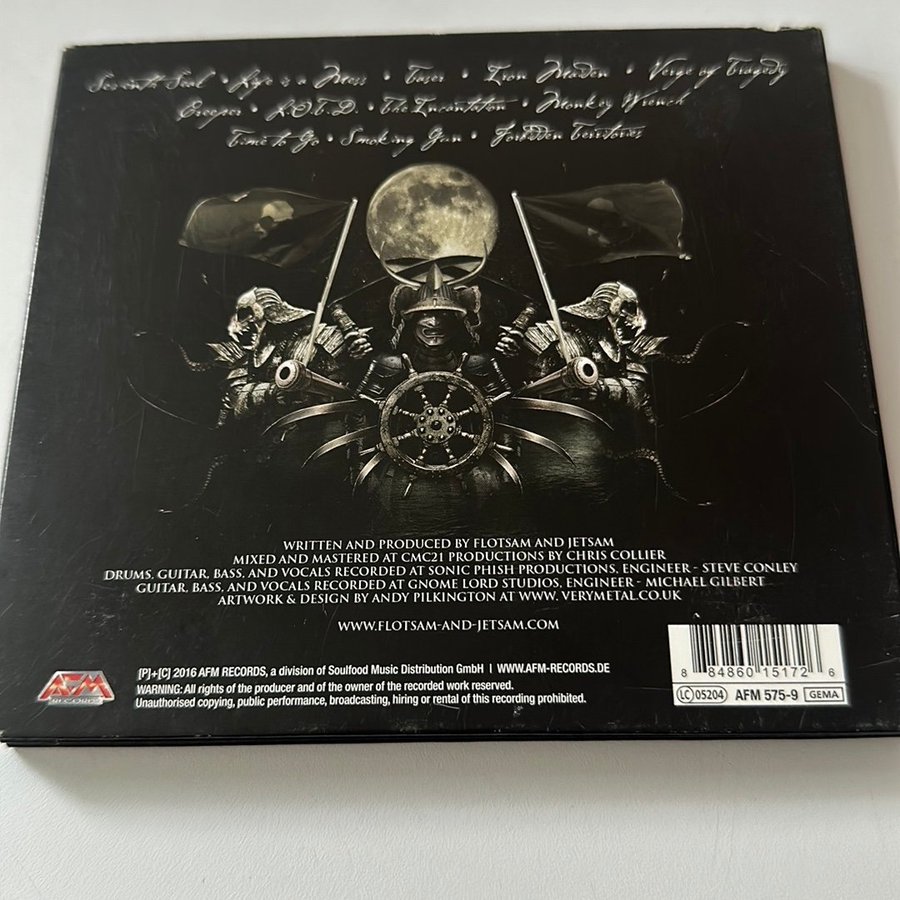 Seventh Seal • Life is a Mess • Taser • Iron Maiden • Verge of Tragedy
Creeper • L.O.T.D. • The Incantation • Monkey Wrench
Time to Go • Smoking Gun • Forbidden Territories
WRITTEN AND PRODUCED BY FLOTSAM AND JETSAM
MIXED AND MASTERED AT CMC21 PRODUCTIONS BY CHRIS COLLIER
DRUMS, GUITAR, BASS, AND VOCALS RECORDED AT SONIC PHISH PRODUCTIONS, ENGINEER - STEVE CONLEY
GUITAR, BASS, AND VOCALS RECORDED AT GNOME LORD STUDIOS, ENGINEER - MICHAEL GILBERT
ARTWORK & DESIGN BY ANDY PILKINGTON AT WWW. VERYMETAL.CO.UK
WWW.FLOTSAM-AND-JETSAM.COM
AFM
RECORDS
[P]+[C] 2016 AFM RECORDS, a division of Soulfood Music Distribution GmbH | WWW.AFM-RECORDS.DE
WARNING: All rights of the producer and of the owner of the recorded work reserved.
Unauthorised copying, public performance, broadcasting, hiring or rental of this recording prohibited.
8 84860 15172 6
LC 05204 AFM 575-9 GEMA